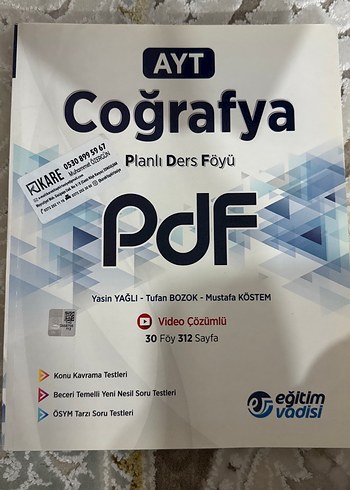 AYT
Coğrafya
Planlı Ders Föyü
KARE
0530 899 59 67
Muhammet ÖZERGÜN
PdF
Yasin YAĞLI - Tufan BOZOK - Mustafa KÖSTEM
Video Çözümlü
30 Föy 312 Sayfa
Konu Kavrama Testleri
Beceri Temelli Yeni Nesil Soru Testleri
ÖSYM Tarzı Soru Testleri
eğitim
vadisi